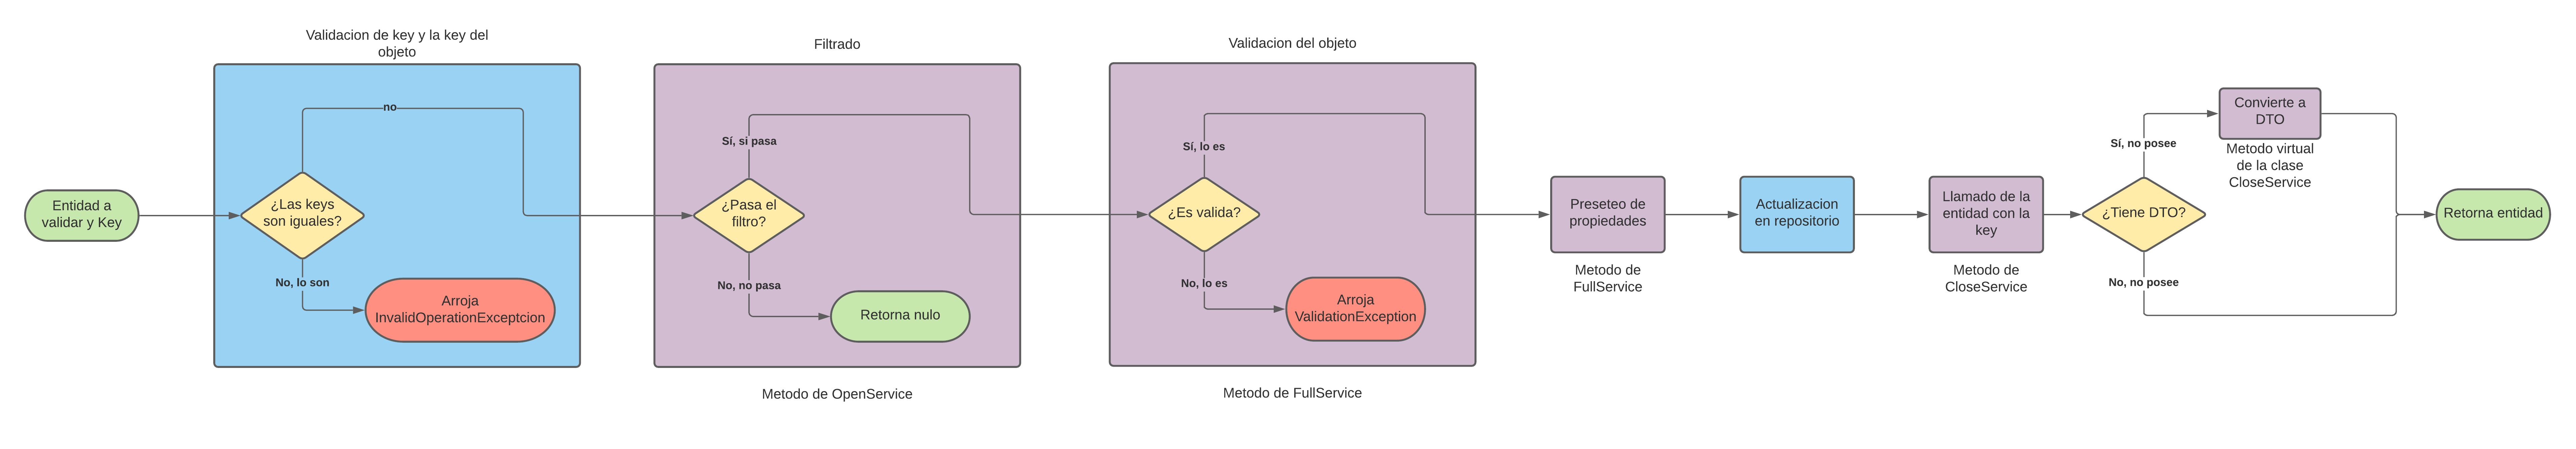 Validacion de key y la key del
objeto
Filtrado
Validacion del objeto
Entidad a
validar y Key
no
¿Las keys
son iguales?
No, lo son
Arroja
InvalidOperationExceptcion
Sí, si pasa
¿Pasa el
filtro?
No, no pasa
Retorna nulo
Metodo de OpenService
Sí, lo es
¿Es valida?
No, lo es
Arroja
ValidationException
Metodo de FullService
Preseteo de
propiedades
Metodo de
FullService
Actualizacion
en repositorio
Llamado de la
entidad con la
key
Metodo de
CloseService
¿Tiene DTO?
Sí, no posee
Convierte a
DTO
Metodo virtual
de la clase
CloseService
No, no posee
Retorna entidad